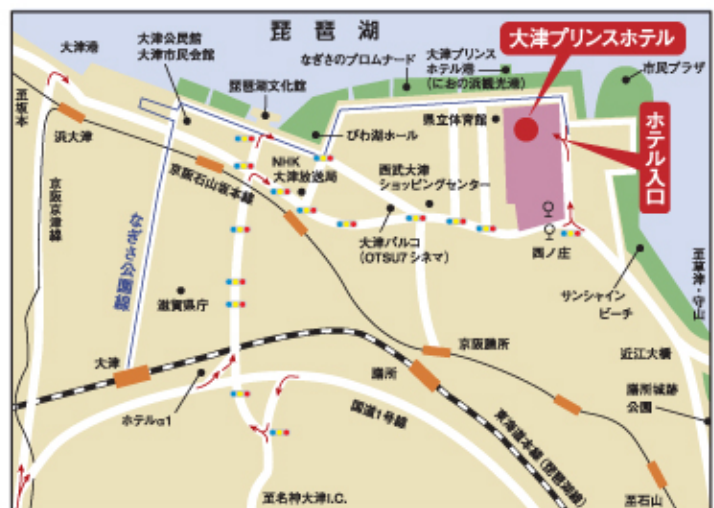 琵琶湖
大津プリンスホテル
大津港
大津公民館
大津市民会館
なぎさのプロムナード
大津プリンス
ホテル港
(におの浜観光港)
市民プラザ
琵琶湖文化館
至坂本
浜大津
びわ湖ホール
県立体育館
ホテル入口
NHK
大津放送局
西武大津
ショッピングセンター
京阪石山坂本線
京阪京津線
なぎさ公園線
大津パルコ
(OTSU7シネマ)
西ノ庄
至草津・守山
サンシャイン
ビーチ
滋賀県庁
京阪膳所
近江大橋
大津
膳所
膳所城跡
公園
ホテルα1
国道1号線
東海道本線(琵琶湖線)
至名神大津I.C.
至石山